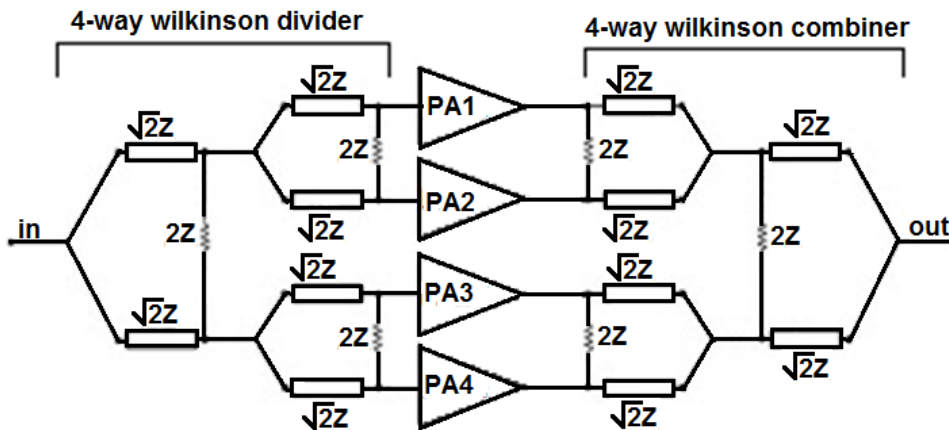 4-way wilkinson divider
4-way wilkinson combiner
√2Z
√2Z
PA1
√2Z
√2Z
2Z
2Z
√2Z
√2Z
PA2
√2Z
in
2Z
2Z
out
√2Z
√2Z
√2Z
PA3
√2Z
2Z
2Z
√2Z
PA4
√2Z
√2Z